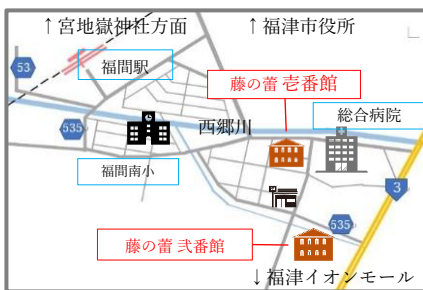 ↑宮地嶽神社方面
↑福津市役所
53
福間駅
藤の蕾 壱番館
総合病院
535
西郷川
福間南小
3
535
藤の蕾 弐番館
↓福津イオンモール